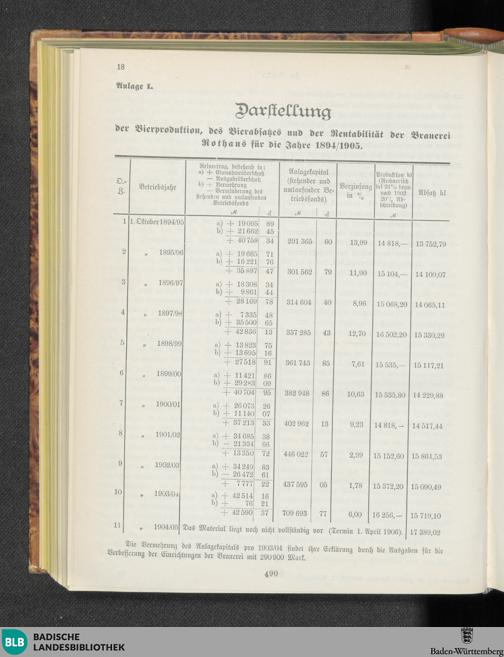 18
Anlage I.
Darstellung
der Bierproduktion, des Bierabsatzes und der Rentabilität der Brauerei
Rothaus für die Jahre 1894/1905.
O.-Z. Betriebsjahr Reinertrag, bestehend in: a) + Einnahmeüberschuß — Ausgabeüberschuß b) + Vermehrung — Verminderung des stehenden und umlaufenden Betriebsfonds Anlagekapital (stehender und umlaufender Betriebsfonds) Verzinsung in % Produktion hl Absatz hl
1 1. Oktober 1894/95 a) + 19 095 89
b) + 21 662 45
+ 40 758 34 291 365 60 13,99 14 818,— 13 752,79
2 „ 1895/96 a) + 19 665 71
b) + 16 221 76
+ 35 887 47 301 562 79 11,90 15 104,— 14 109,07
3 „ 1896/97 a) + 18 308 34
b) + 9 861 44
+ 28 169 78 314 604 40 8,96 15 068,20 14 065,11
4 „ 1897/98 a) + 7 335 48
b) + 35 500 65
+ 42 836 13 337 285 43 12,70 16 502,20 15 330,29
5 „ 1898/99 a) + 13 823 75
b) + 13 695 16
+ 27 518 91 361 743 85 7,61 15 535,— 15 117,21
6 „ 1899/00 a) + 11 421 86
b) + 29 283 09
+ 40 704 95 382 948 86 10,63 15 535,80 14 229,88
7 „ 1900/01 a) + 26 073 26
b) + 11 140 07
+ 37 213 33 402 962 13 9,23 14 818,— 14 517,44
8 „ 1901/02 a) + 34 685 38
b) — 21 334 66
+ 13 350 72 446 022 57 2,99 15 152,60 15 864,53
9 „ 1902/03 a) + 34 249 83
b) — 26 472 61
+ 7 777 22 437 595 05 1,78 15 372,20 15 090,49
10 „ 1903/04 a) + 42 514 16
b) + 76 21
+ 42 590 37 709 693 77 6,00 16 256,— 15 719,10
11 „ 1904/05 Das Material liegt noch nicht vollständig vor (Termin 1. April 1906). 17 389,02
Die Vermehrung des Anlagekapitals pro 1903/04 findet ihre Erklärung durch die Ausgaben für die
Verbesserung der Einrichtungen der Brauerei mit 290 900 Mark.
490
BLB BADISCHE
LANDESBIBLIOTHEK
Baden-Württemberg